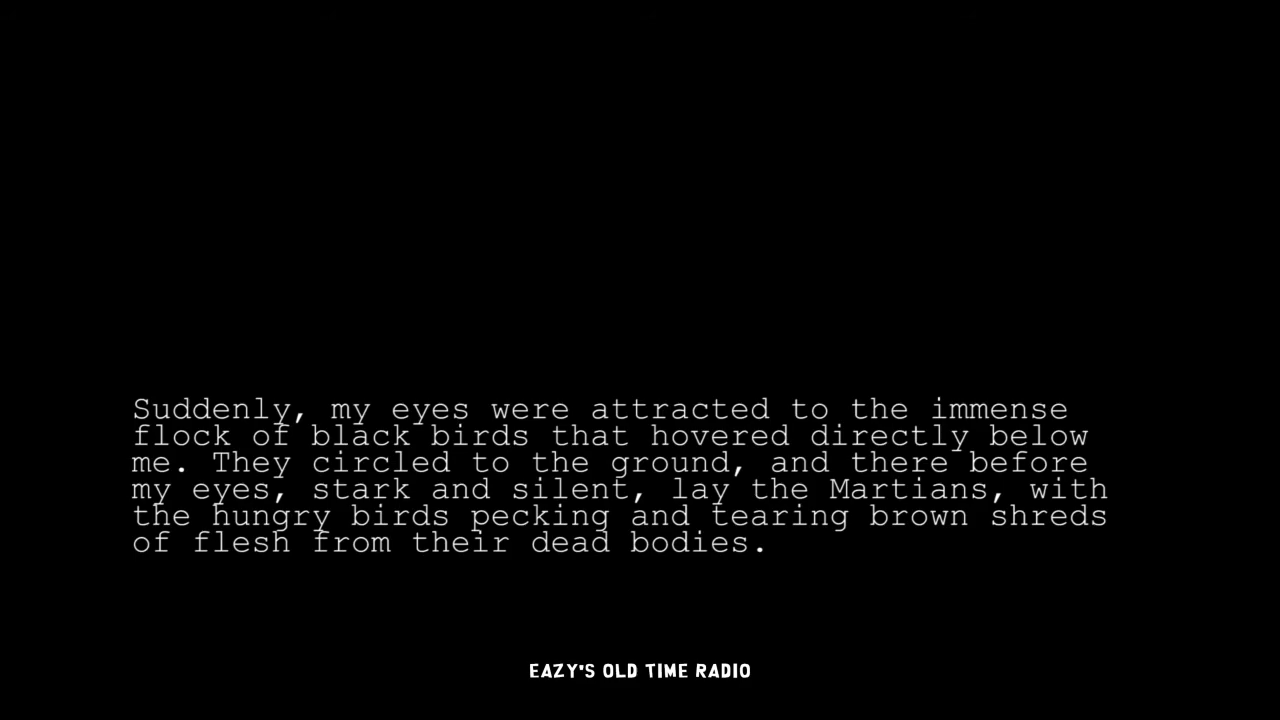 Suddenly, my eyes were attracted to the immense
flock of black birds that hovered directly below
me. They circled to the ground, and there before
my eyes, stark and silent, lay the Martians, with
the hungry birds pecking and tearing brown shreds
of flesh from their dead bodies.
EAZY'S OLD TIME RADIO